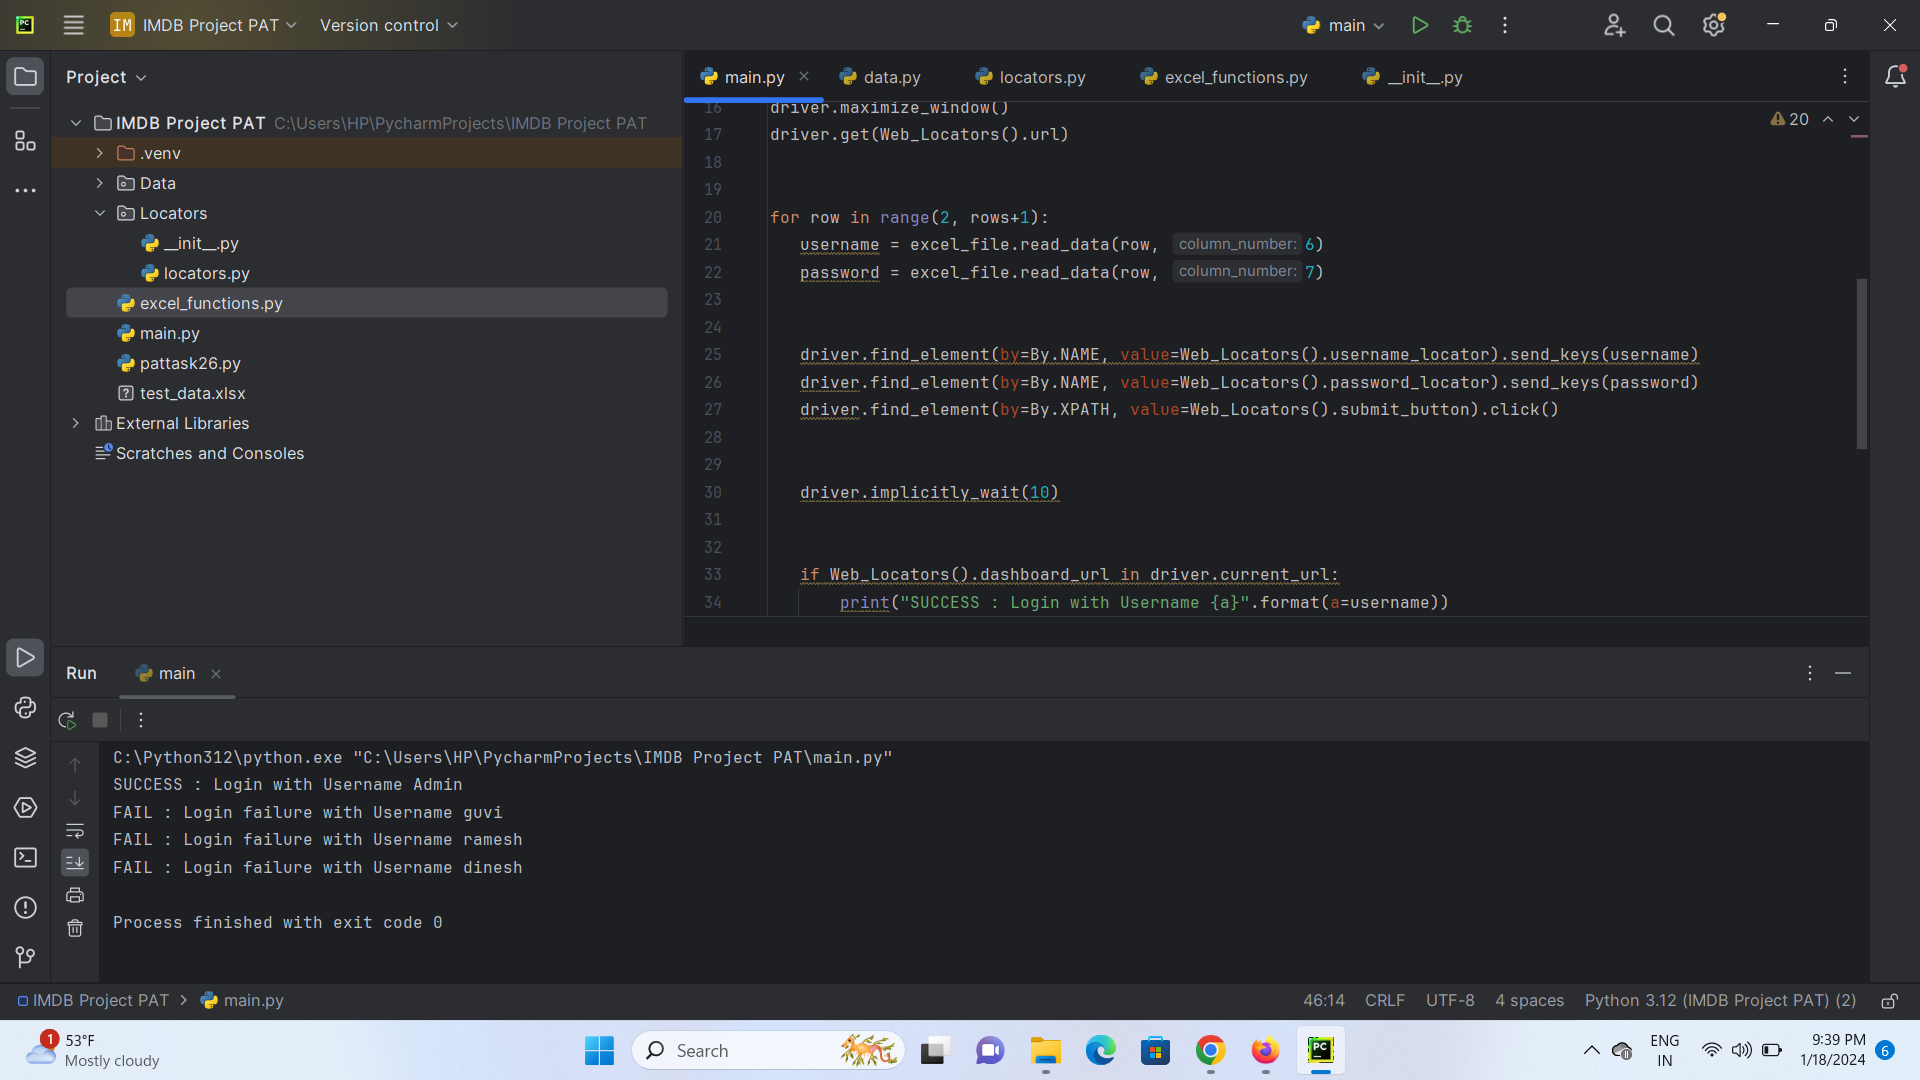 IM IMDB Project PAT Version control main
Project
main.py data.py locators.py excel_functions.py __init__.py
IMDB Project PAT C:\Users\HP\PycharmProjects\IMDB Project PAT
.venv
Data
Locators
__init__.py
locators.py
excel_functions.py
main.py
pattask26.py
test_data.xlsx
External Libraries
Scratches and Consoles
20
16 driver.maximize_window()
17 driver.get(Web_Locators().url)
18
19
20 for row in range(2, rows+1):
21 username = excel_file.read_data(row, column_number: 6)
22 password = excel_file.read_data(row, column_number: 7)
23
24
25 driver.find_element(by=By.NAME, value=Web_Locators().username_locator).send_keys(username)
26 driver.find_element(by=By.NAME, value=Web_Locators().password_locator).send_keys(password)
27 driver.find_element(by=By.XPATH, value=Web_Locators().submit_button).click()
28
29
30 driver.implicitly_wait(10)
31
32
33 if Web_Locators().dashboard_url in driver.current_url:
34 print("SUCCESS : Login with Username {a}".format(a=username))
Run main
C:\Python312\python.exe "C:\Users\HP\PycharmProjects\IMDB Project PAT\main.py"
SUCCESS : Login with Username Admin
FAIL : Login failure with Username guvi
FAIL : Login failure with Username ramesh
FAIL : Login failure with Username dinesh
Process finished with exit code 0
IMDB Project PAT > main.py 46:14 CRLF UTF-8 4 spaces Python 3.12 (IMDB Project PAT) (2)
1 53°F
Mostly cloudy
Search
PC
ENG
IN
9:39 PM
1/18/2024
6